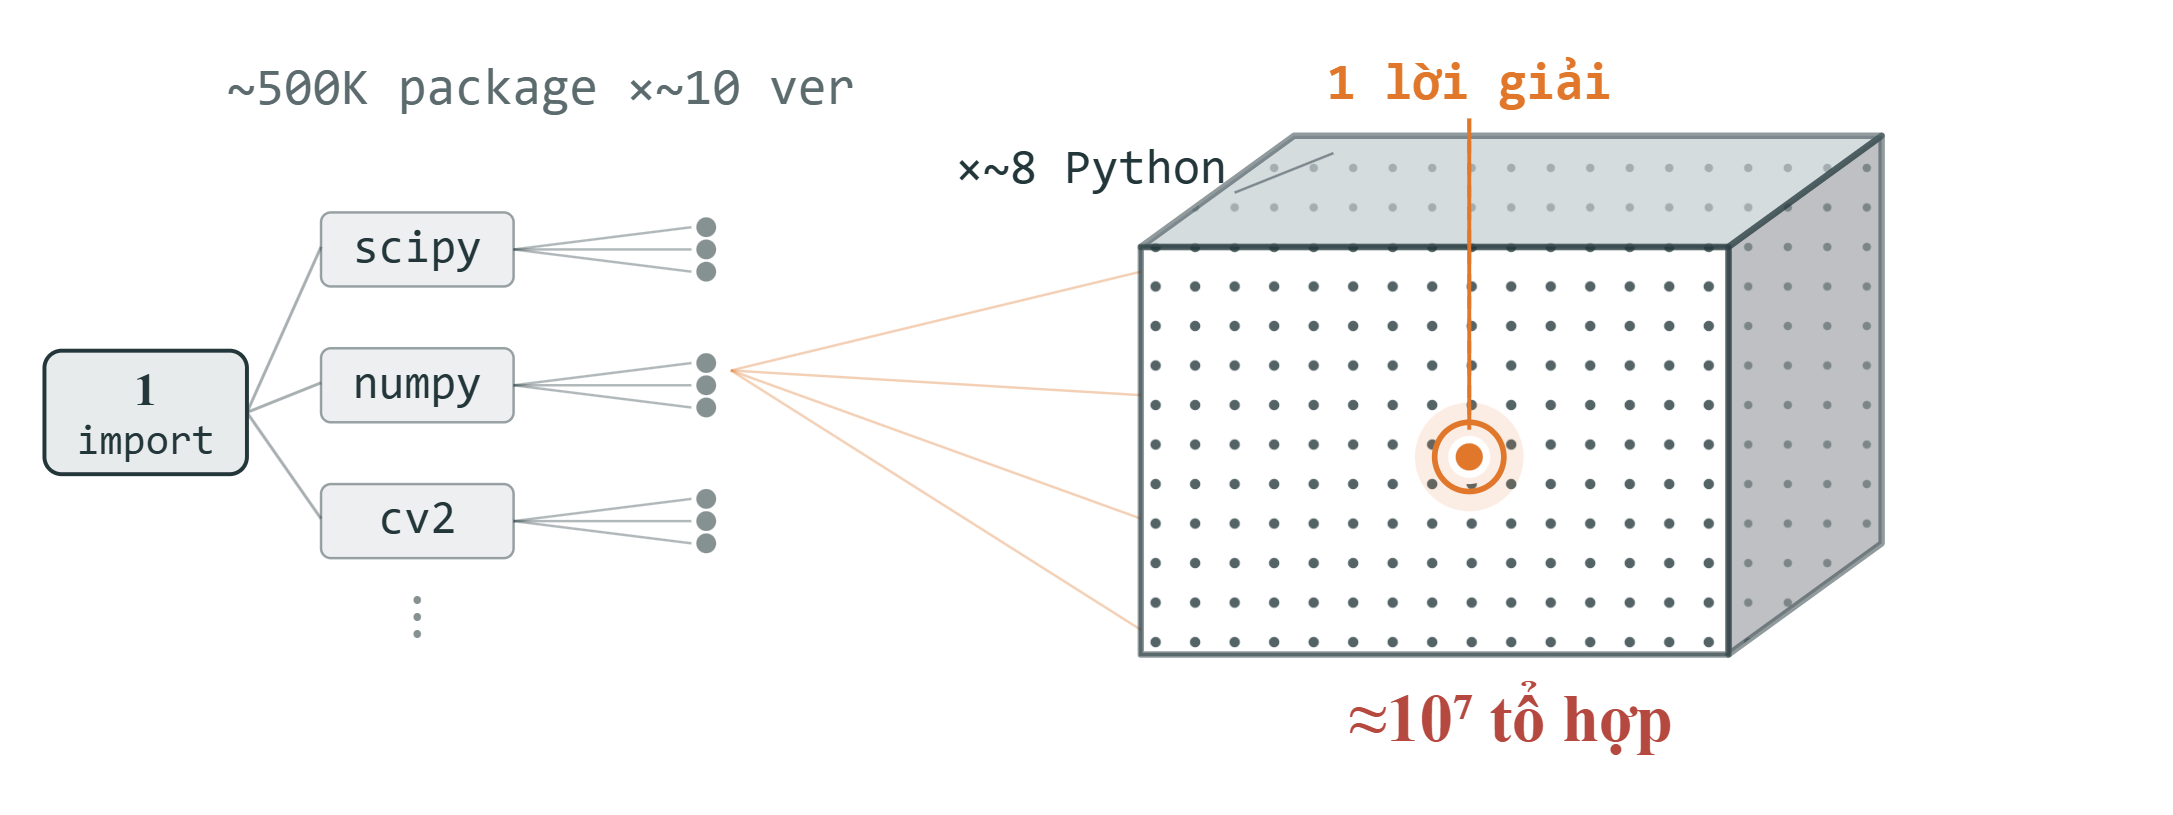 ~500K package ×~10 ver
1 lời giải
×~8 Python
scipy
numpy
1
import
cv2
≈10⁷ tổ hợp